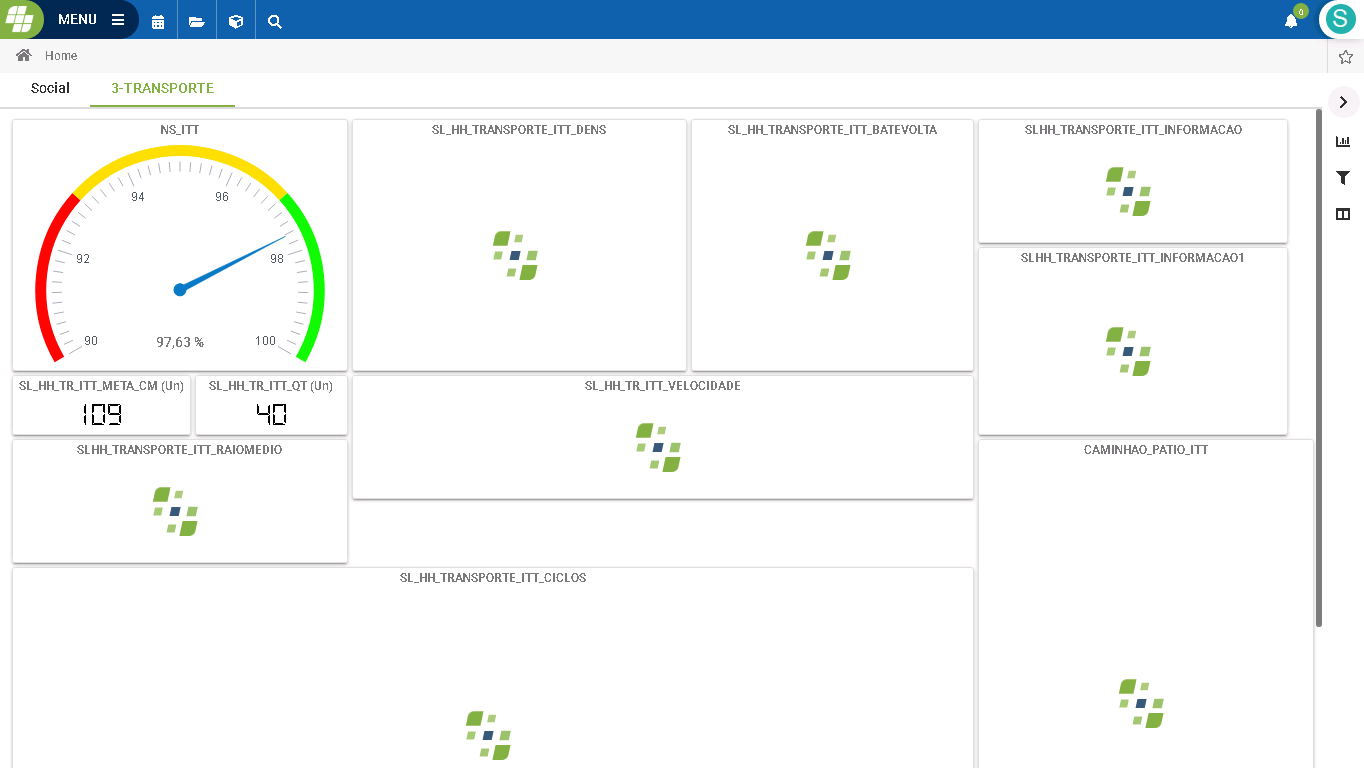 MENU
0
S
Home
Social
3-TRANSPORTE
NS_ITT
90
92
94
96
98
100
97,63 %
SL_HH_TRANSPORTE_ITT_DENS
SL_HH_TRANSPORTE_ITT_BATEVOLTA
SLHH_TRANSPORTE_ITT_INFORMACAO
SLHH_TRANSPORTE_ITT_INFORMACAO1
SL_HH_TR_ITT_META_CM (Un)
109
SL_HH_TR_ITT_QT (Un)
40
SL_HH_TR_ITT_VELOCIDADE
SLHH_TRANSPORTE_ITT_RAIOMEDIO
CAMINHAO_PATIO_ITT
SL_HH_TRANSPORTE_ITT_CICLOS